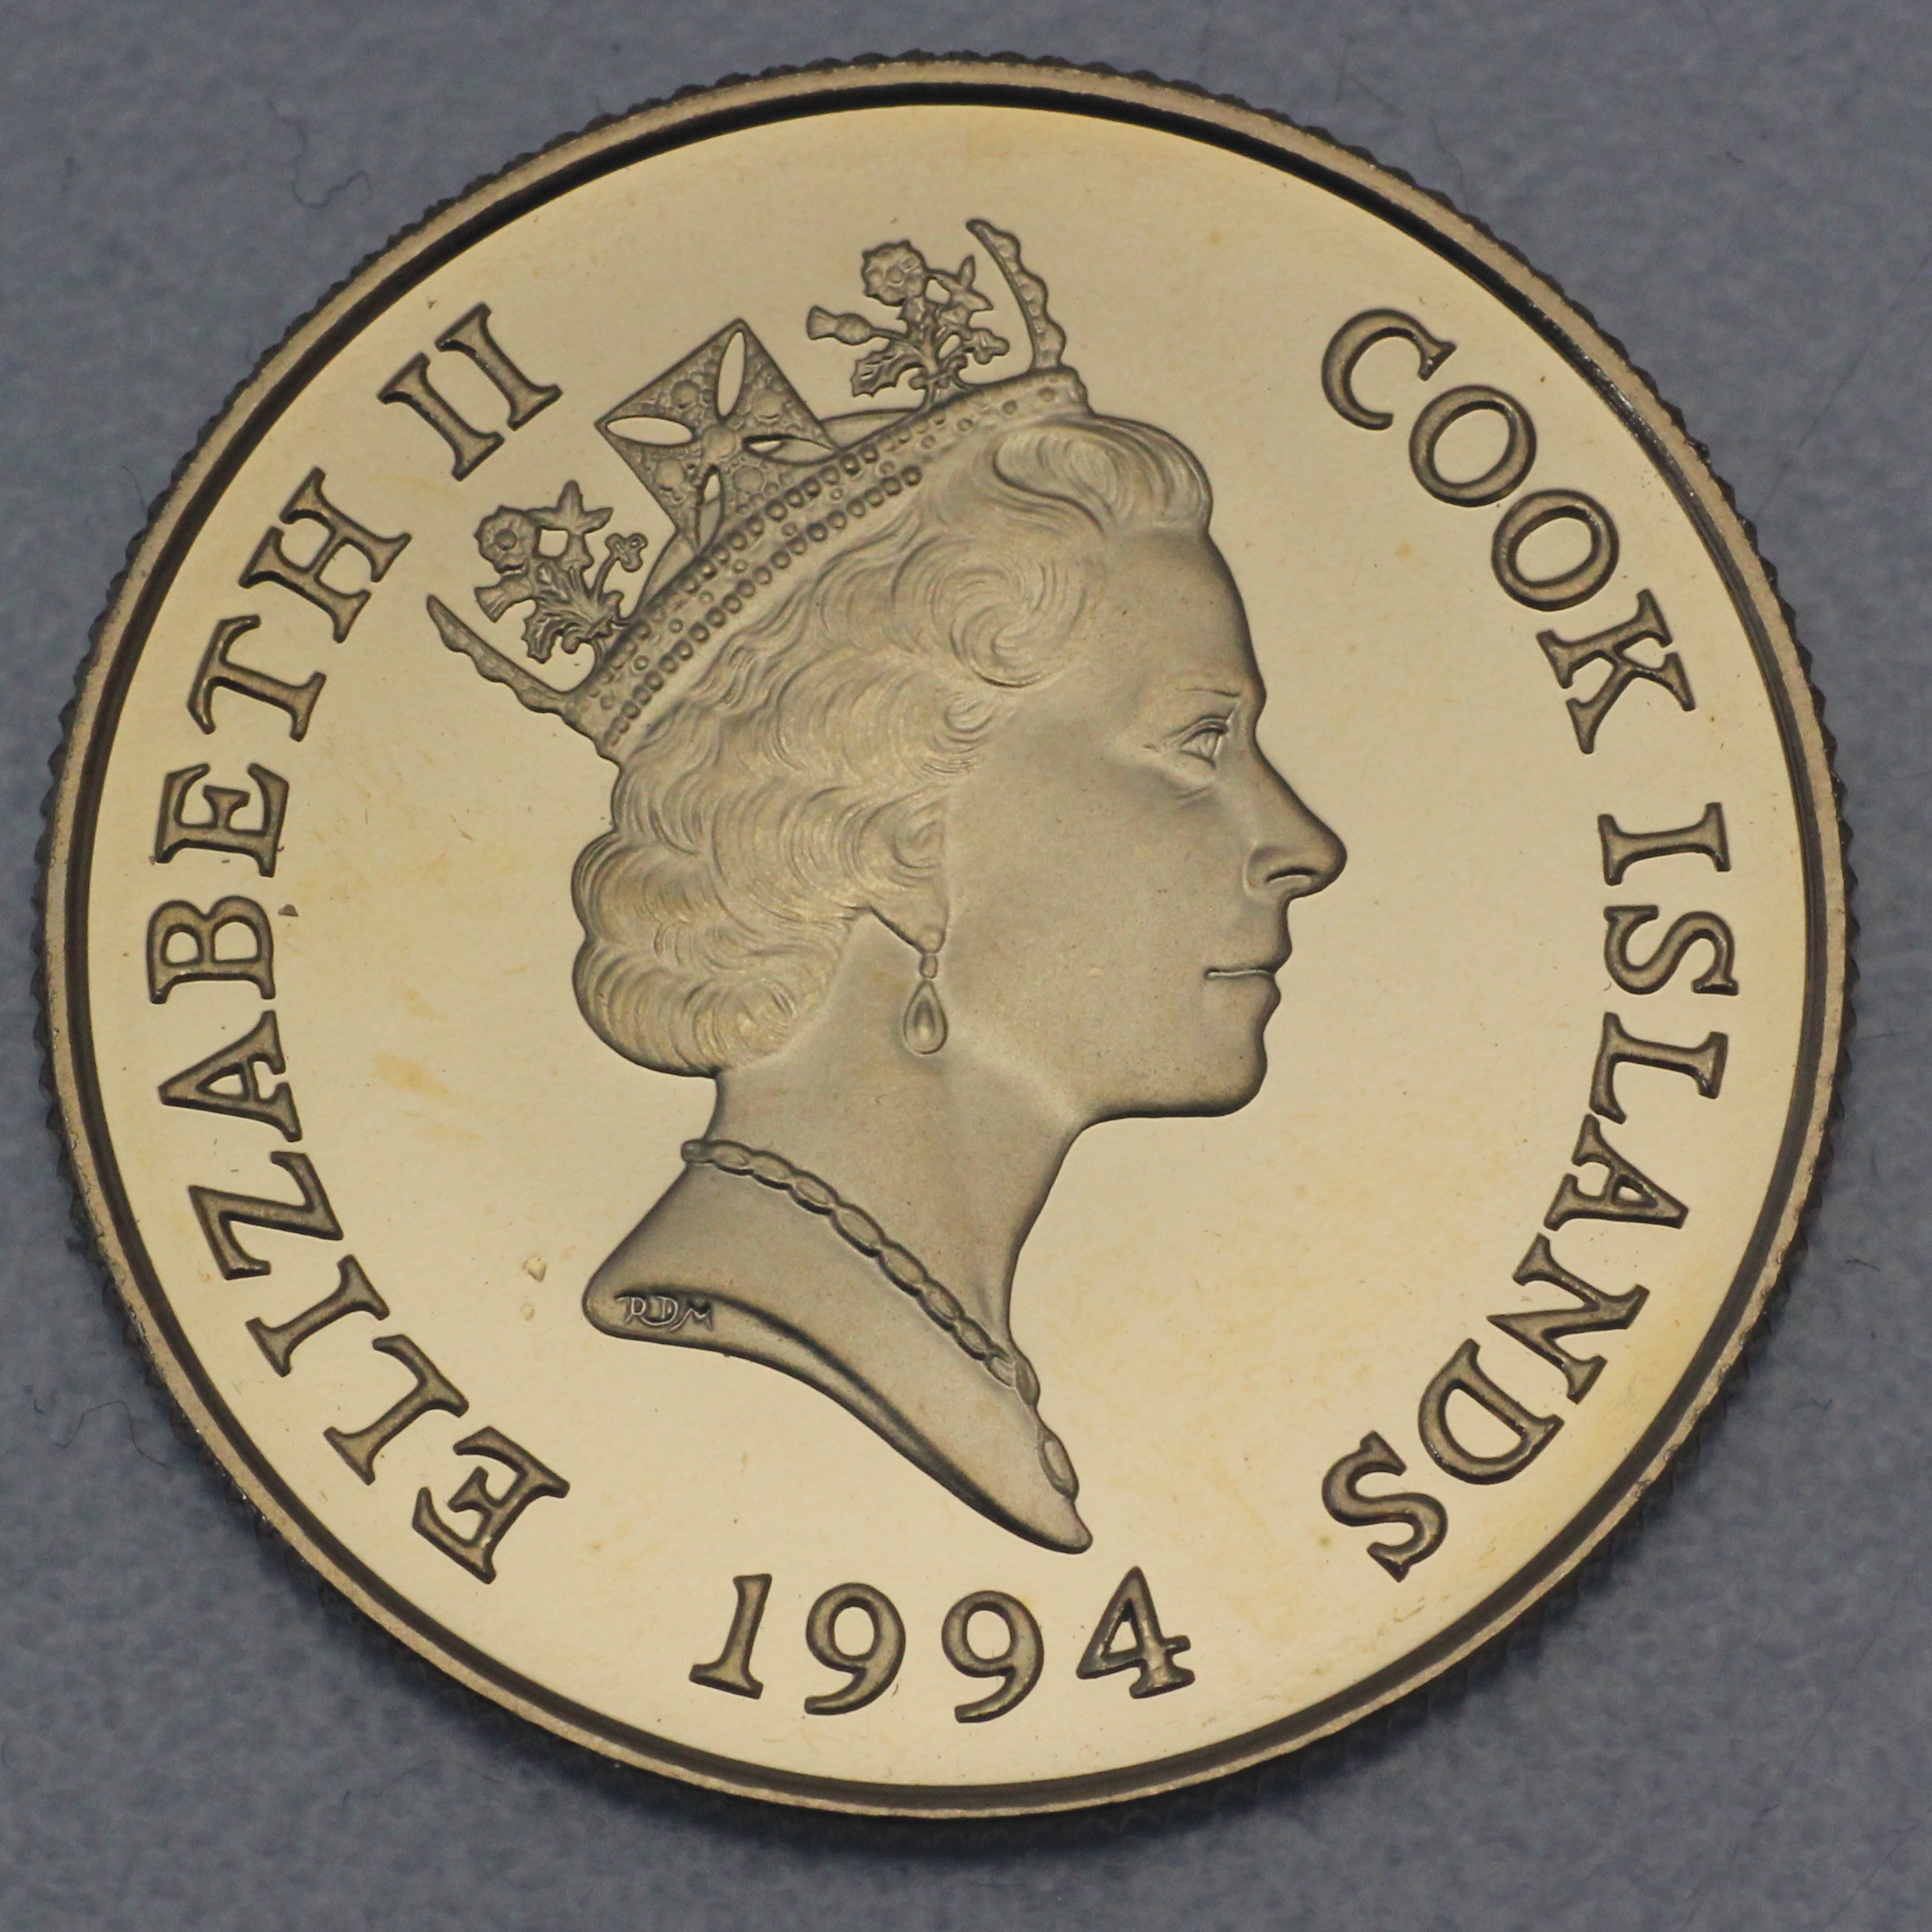 ELIZABETH II
COOK ISLANDS
1994
RDM